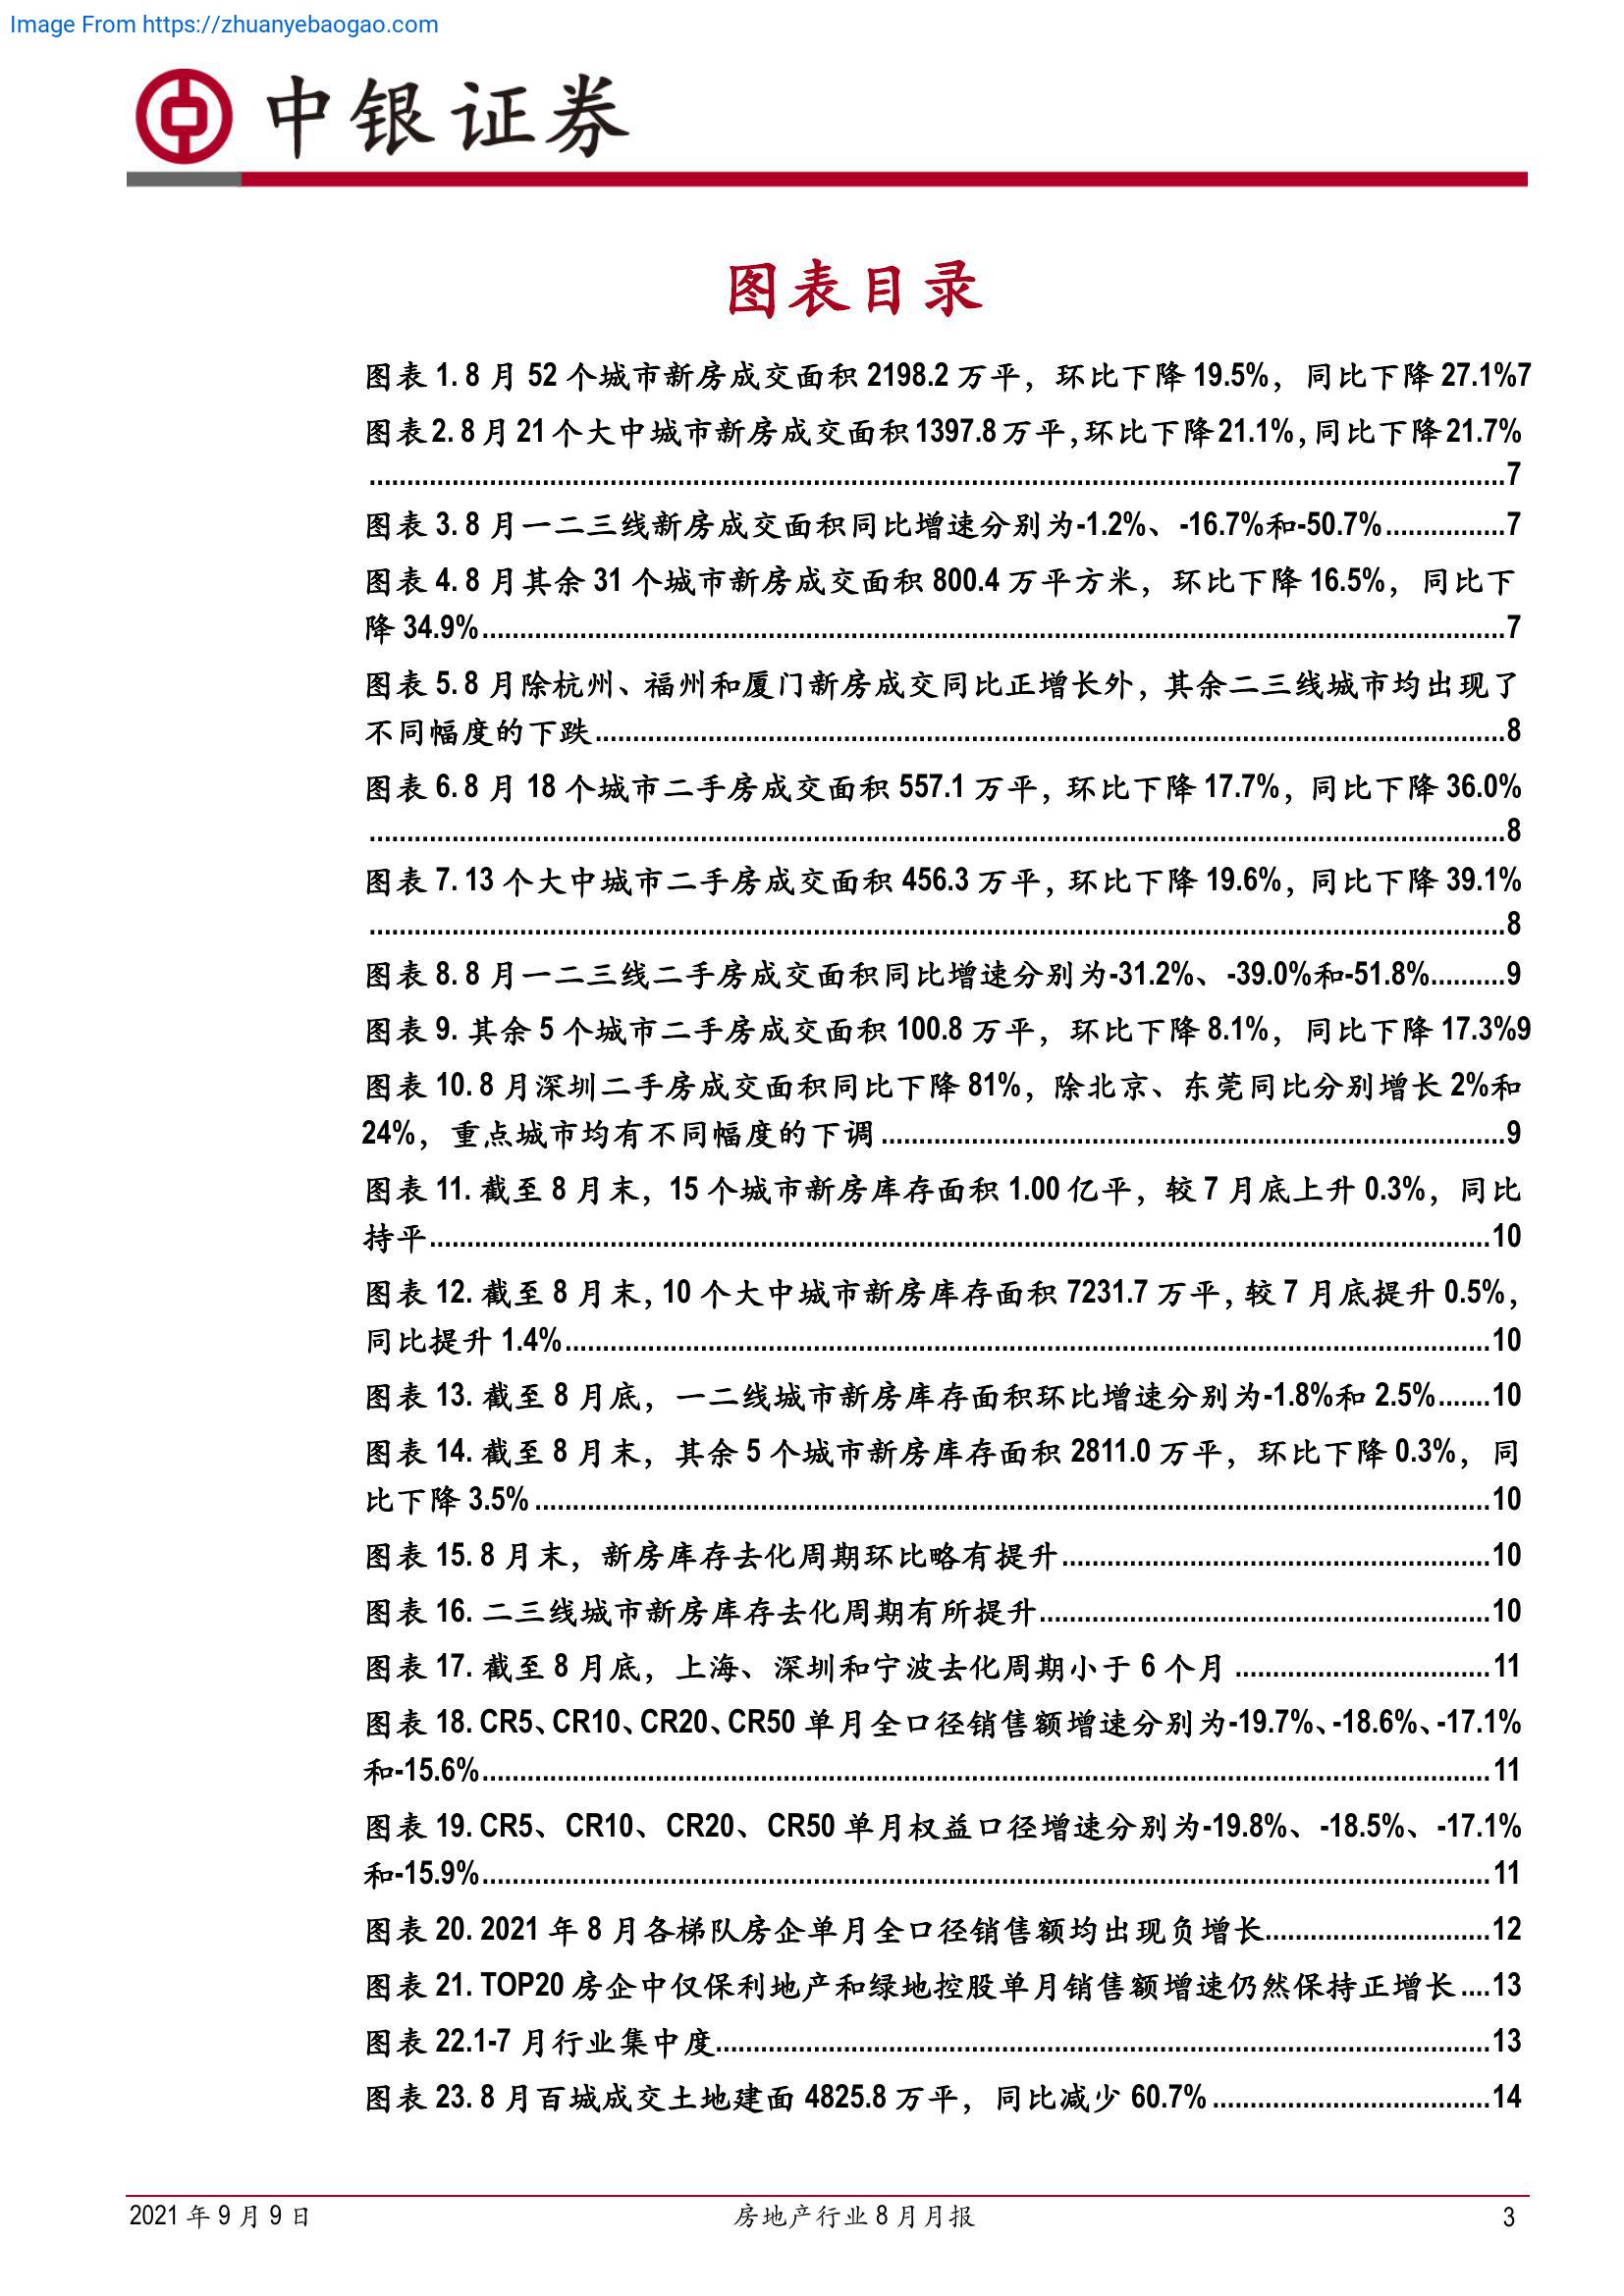 Image From https://zhuanyebaogao.com
中银证券
图表目录
图表 1. 8 月 52 个城市新房成交面积 2198.2 万平，环比下降 19.5%，同比下降 27.1%7
图表 2. 8 月 21 个大中城市新房成交面积 1397.8 万平，环比下降 21.1%，同比下降 21.7%
........................................................................................................................................................7
图表 3. 8 月一二三线新房成交面积同比增速分别为-1.2%、-16.7%和-50.7%................7
图表 4. 8 月其余 31 个城市新房成交面积 800.4 万平方米，环比下降 16.5%，同比下
降 34.9%.........................................................................................................................................7
图表 5. 8 月除杭州、福州和厦门新房成交同比正增长外，其余二三线城市均出现了
不同幅度的下跌..........................................................................................................................8
图表 6. 8 月 18 个城市二手房成交面积 557.1 万平，环比下降 17.7%，同比下降 36.0%
........................................................................................................................................................8
图表 7. 13 个大中城市二手房成交面积 456.3 万平，环比下降 19.6%，同比下降 39.1%
........................................................................................................................................................8
图表 8. 8 月一二三线二手房成交面积同比增速分别为-31.2%、-39.0%和-51.8%..........9
图表 9. 其余 5 个城市二手房成交面积 100.8 万平，环比下降 8.1%，同比下降 17.3%9
图表 10. 8 月深圳二手房成交面积同比下降 81%，除北京、东莞同比分别增长 2%和
24%，重点城市均有不同幅度的下调....................................................................................9
图表 11. 截至 8 月末，15 个城市新房库存面积 1.00 亿平，较 7 月底上升 0.3%，同比
持平..............................................................................................................................................10
图表 12. 截至 8 月末，10 个大中城市新房库存面积 7231.7 万平，较 7 月底提升 0.5%，
同比提升 1.4%............................................................................................................................10
图表 13. 截至 8 月底，一二线城市新房库存面积环比增速分别为-1.8%和 2.5%.......10
图表 14. 截至 8 月末，其余 5 个城市新房库存面积 2811.0 万平，环比下降 0.3%，同
比下降 3.5%................................................................................................................................10
图表 15. 8 月末，新房库存去化周期环比略有提升.........................................................10
图表 16. 二三线城市新房库存去化周期有所提升............................................................10
图表 17. 截至 8 月底，上海、深圳和宁波去化周期小于 6 个月..................................11
图表 18. CR5、CR10、CR20、CR50 单月全口径销售额增速分别为-19.7%、-18.6%、-17.1%
和-15.6%.......................................................................................................................................11
图表 19. CR5、CR10、CR20、CR50 单月权益口径增速分别为-19.8%、-18.5%、-17.1%
和-15.9%.......................................................................................................................................11
图表 20. 2021 年 8 月各梯队房企单月全口径销售额均出现负增长..............................12
图表 21. TOP20 房企中仅保利地产和绿地控股单月销售额增速仍然保持正增长....13
图表 22.1-7 月行业集中度.......................................................................................................13
图表 23. 8 月百城成交土地建面 4825.8 万平，同比减少 60.7%.....................................14
2021 年 9 月 9 日
房地产行业 8 月月报
3